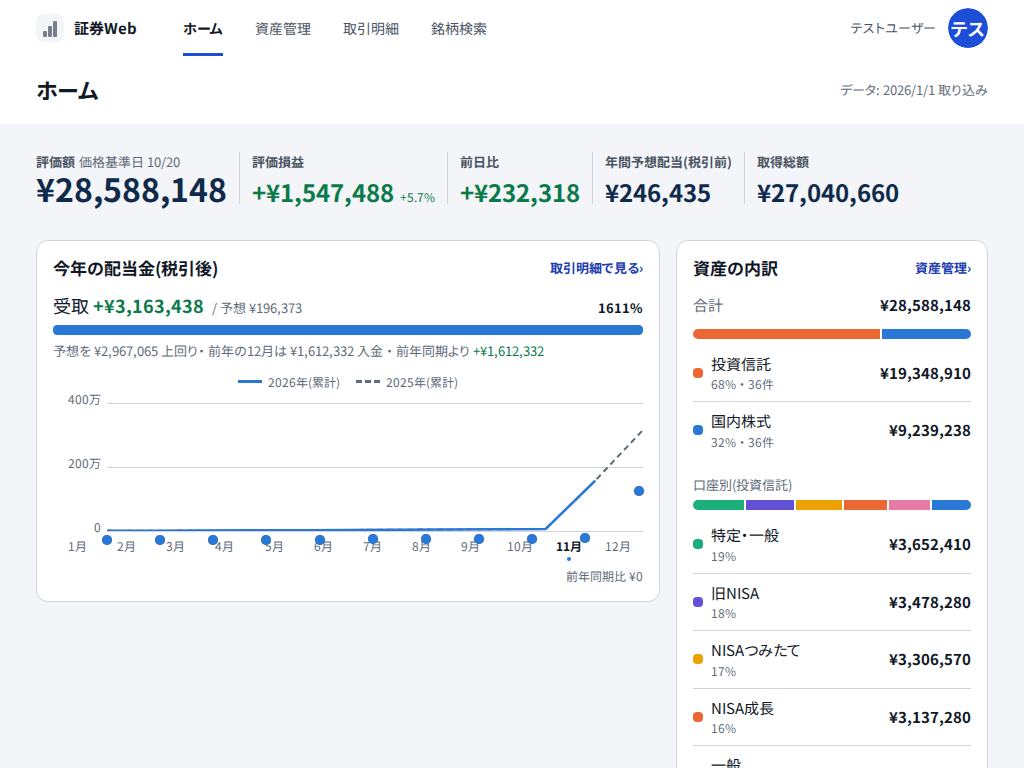 証券Web ホーム 資産管理 取引明細 銘柄検索 テストユーザー テス
ホーム データ: 2026/1/1 取り込み
評価額 価格基準日 10/20
¥28,588,148
評価損益
+¥1,547,488 +5.7%
前日比
+¥232,318
年間予想配当(税引前)
¥246,435
取得総額
¥27,040,660
今年の配当金(税引後) 取引明細で見る›
受取 +¥3,163,438 / 予想 ¥196,373 1611%
予想を ¥2,967,065 上回り・前年の12月は ¥1,612,332 入金・前年同期より +¥1,612,332
2026年(累計) 2025年(累計)
400万
200万
0
1月 2月 3月 4月 5月 6月 7月 8月 9月 10月 11月 12月
前年同期比 ¥0
資産の内訳 資産管理›
合計 ¥28,588,148
投資信託 ¥19,348,910
68%・36件
国内株式 ¥9,239,238
32%・36件
口座別(投資信託)
特定・一般 ¥3,652,410
19%
旧NISA ¥3,478,280
18%
NISAつみたて ¥3,306,570
17%
NISA成長 ¥3,137,280
16%
一般